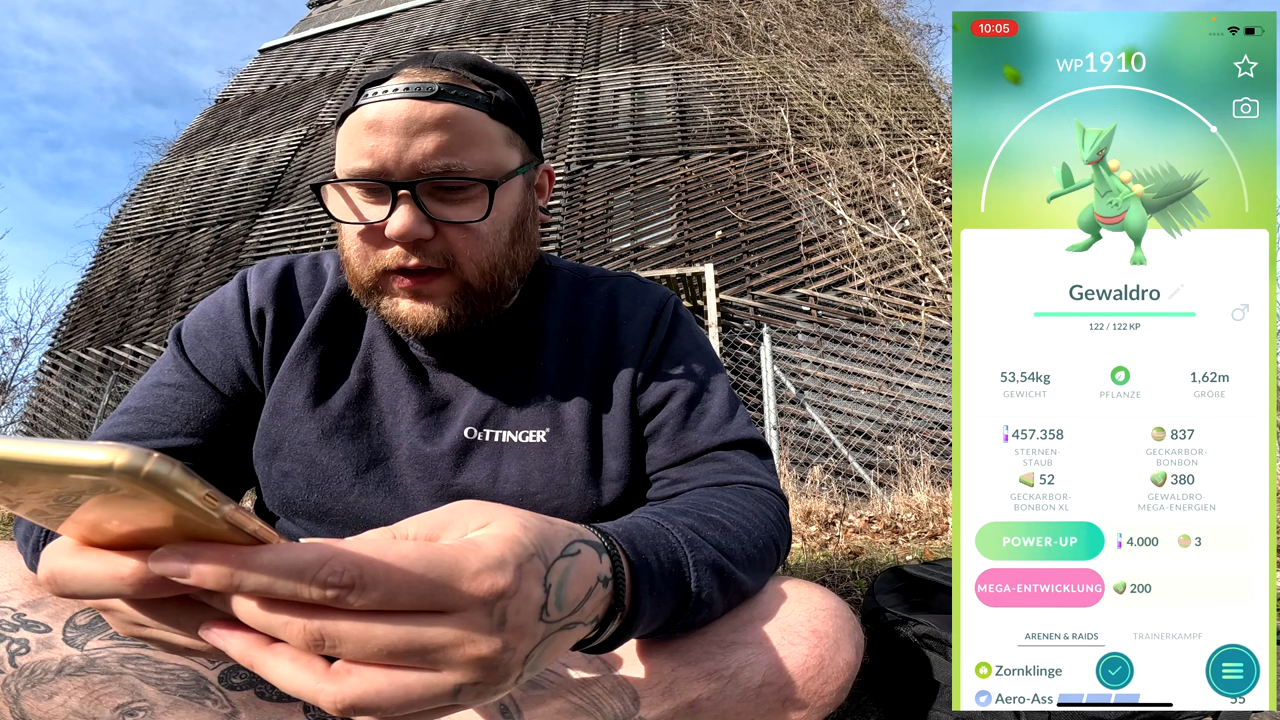 OETTINGER®
10:05
WP1910
Gewaldro
122 / 122 KP
53,54kg
GEWICHT
PFLANZE
1,62m
GRÖßE
457.358
STERNEN-
STAUB
837
GECKARBOR-
BONBON
52
GECKARBOR-
BONBON XL
380
GEWALDRO-
MEGA-ENERGIEN
POWER-UP
4.000
3
MEGA-ENTWICKLUNG
200
ARENEN & RAIDS
TRAINERKAMPF
Zornklinge
Aero-Ass
55